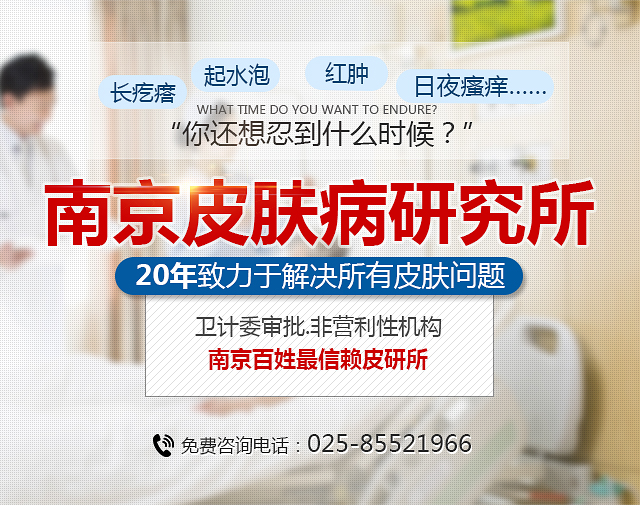 长疙瘩
起水泡
红肿
日夜瘙痒……
WHAT TIME DO YOU WANT TO ENDURE?
“你还想忍到什么时候？”
南京皮肤病研究所
20年致力于解决所有皮肤问题
卫计委审批.非营利性机构
南京百姓最信赖皮研所
免费咨询电话：025-85521966